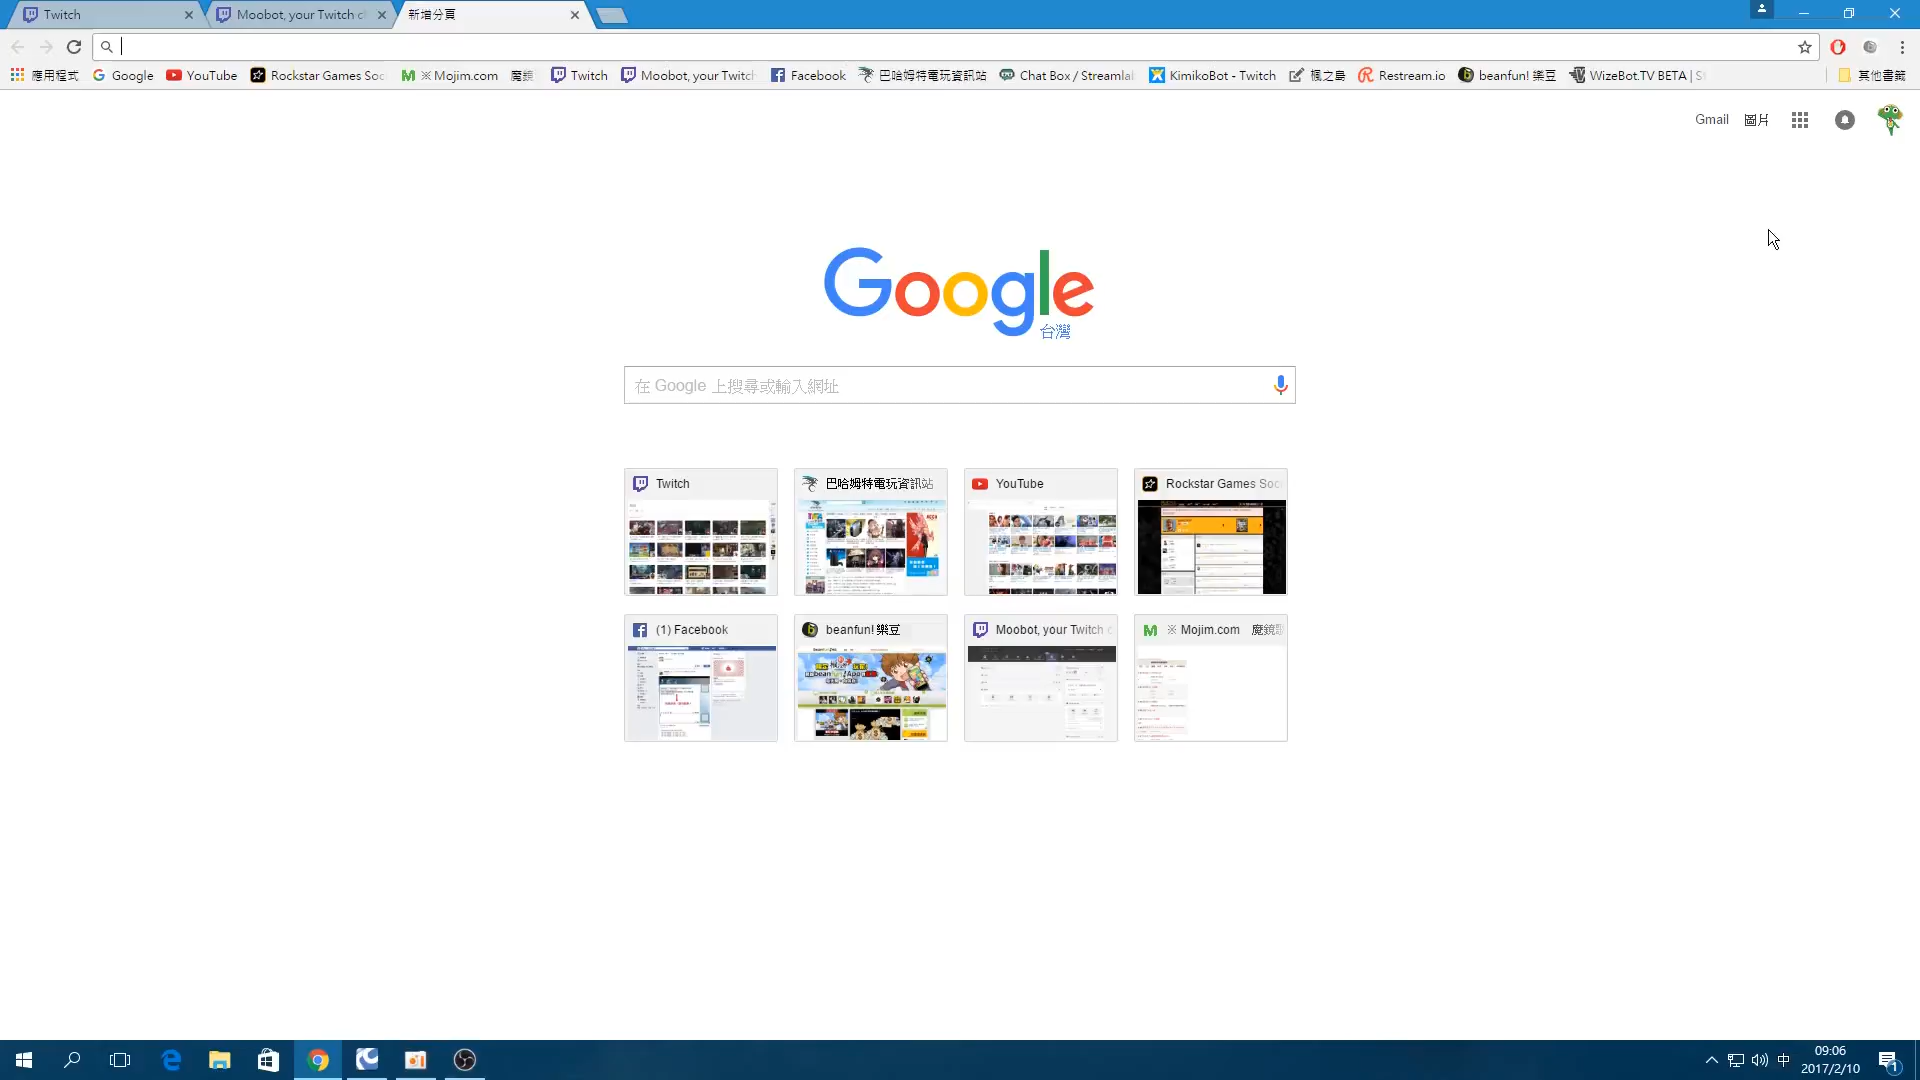 Twitch
Moobot, your Twitch c
新增分頁
應用程式
Google
YouTube
Rockstar Games Soc
※ Mojim.com 魔鏡
Twitch
Moobot, your Twitch
Facebook
巴哈姆特電玩資訊站
Chat Box / Streamla
KimikoBot - Twitch
楓之島
Restream.io
beanfun! 樂豆
WizeBot.TV BETA | S
其他書籤
Gmail
圖片
Google
台灣
在 Google 上搜尋或輸入網址
Twitch
巴哈姆特電玩資訊站
YouTube
Rockstar Games Soc
(1) Facebook
beanfun! 樂豆
Moobot, your Twitch c
※ Mojim.com 魔鏡
中
09:06
2017/2/10
1